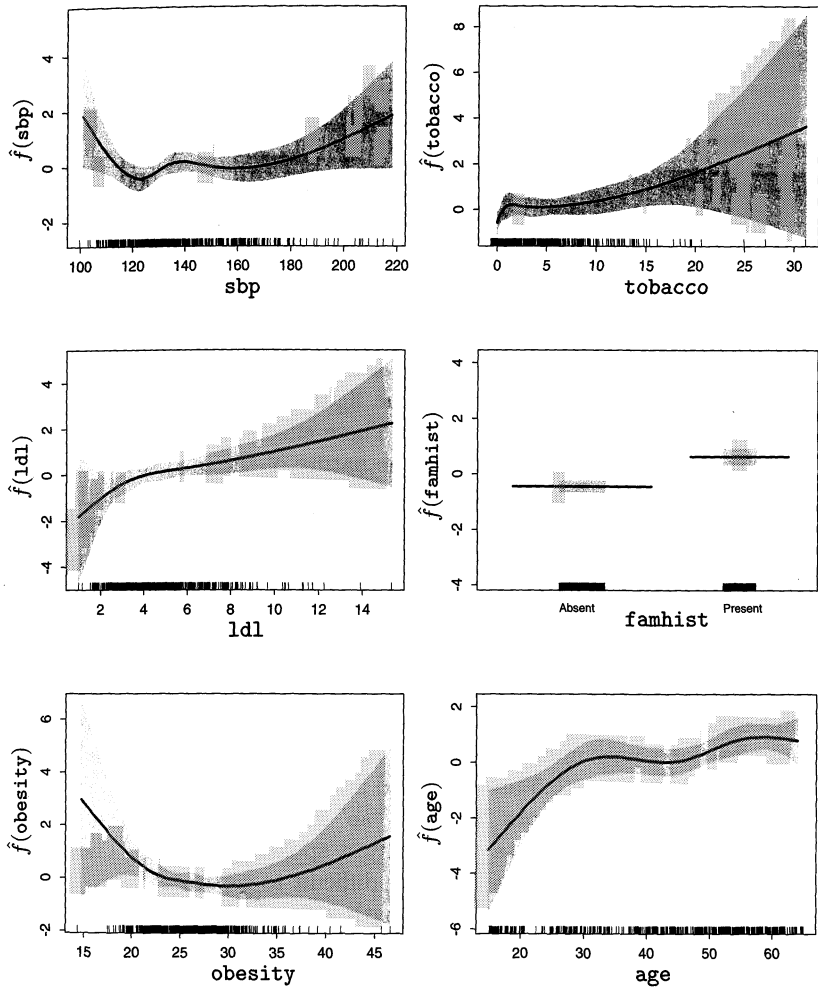 4
2
0
-2
f̂(sbp)
100 120 140 160 180 200 220
sbp
8
6
4
2
0
f̂(tobacco)
0 5 10 15 20 25 30
tobacco
4
2
0
-2
-4
f̂(ldl)
2 4 6 8 10 12 14
ldl
4
2
0
-2
-4
f̂(famhist)
Absent Present
famhist
6
4
2
0
-2
f̂(obesity)
15 20 25 30 35 40 45
obesity
2
0
-2
-4
-6
f̂(age)
20 30 40 50 60
age